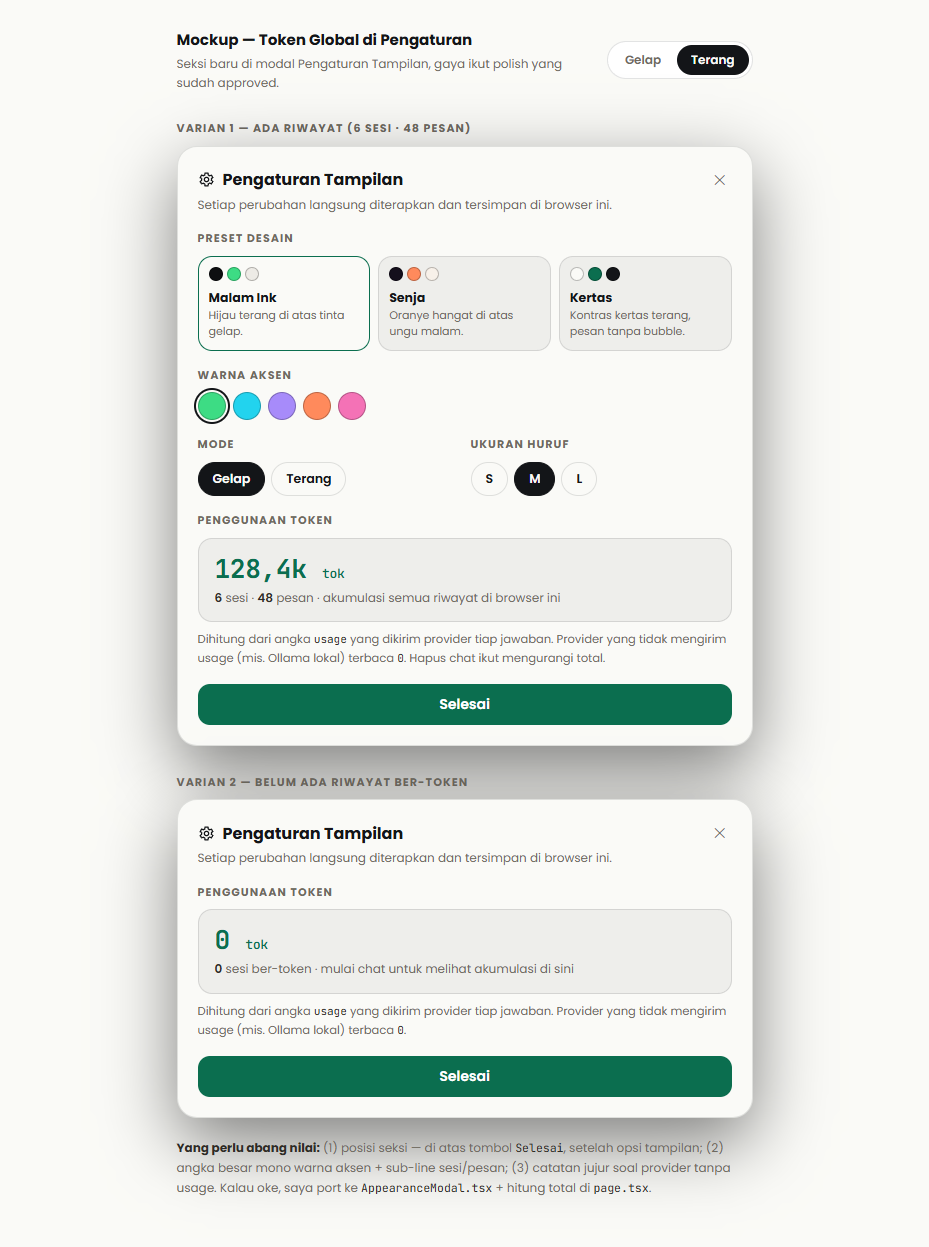 Mockup — Token Global di Pengaturan
Seksi baru di modal Pengaturan Tampilan, gaya ikut polish yang
sudah approved.
Gelap
Terang
VARIAN 1 — ADA RIWAYAT (6 SESI · 48 PESAN)
Pengaturan Tampilan
Setiap perubahan langsung diterapkan dan tersimpan di browser ini.
PRESET DESAIN
Malam Ink
Hijau terang di atas tinta
gelap.
Senja
Oranye hangat di atas
ungu malam.
Kertas
Kontras kertas terang,
pesan tanpa bubble.
WARNA AKSEN
MODE
Gelap
Terang
UKURAN HURUF
S
M
L
PENGGUNAAN TOKEN
128,4k tok
6 sesi · 48 pesan · akumulasi semua riwayat di browser ini
Dihitung dari angka usage yang dikirim provider tiap jawaban. Provider yang tidak mengirim
usage (mis. Ollama lokal) terbaca 0. Hapus chat ikut mengurangi total.
Selesai
VARIAN 2 — BELUM ADA RIWAYAT BER-TOKEN
Pengaturan Tampilan
Setiap perubahan langsung diterapkan dan tersimpan di browser ini.
PENGGUNAAN TOKEN
0 tok
0 sesi ber-token · mulai chat untuk melihat akumulasi di sini
Dihitung dari angka usage yang dikirim provider tiap jawaban. Provider yang tidak mengirim
usage (mis. Ollama lokal) terbaca 0.
Selesai
Yang perlu abang nilai: (1) posisi seksi — di atas tombol Selesai, setelah opsi tampilan; (2)
angka besar mono warna aksen + sub-line sesi/pesan; (3) catatan jujur soal provider tanpa
usage. Kalau oke, saya port ke AppearanceModal.tsx + hitung total di page.tsx.